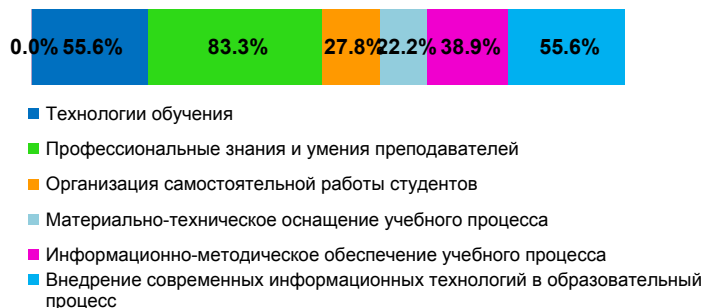 0.0% 55.6% 83.3% 27.8% 22.2% 38.9% 55.6%
Технологии обучения
Профессиональные знания и умения преподавателей
Организация самостоятельной работы студентов
Материально-техническое оснащение учебного процесса
Информационно-методическое обеспечение учебного процесса
Внедрение современных информационных технологий в образовательный
процесс